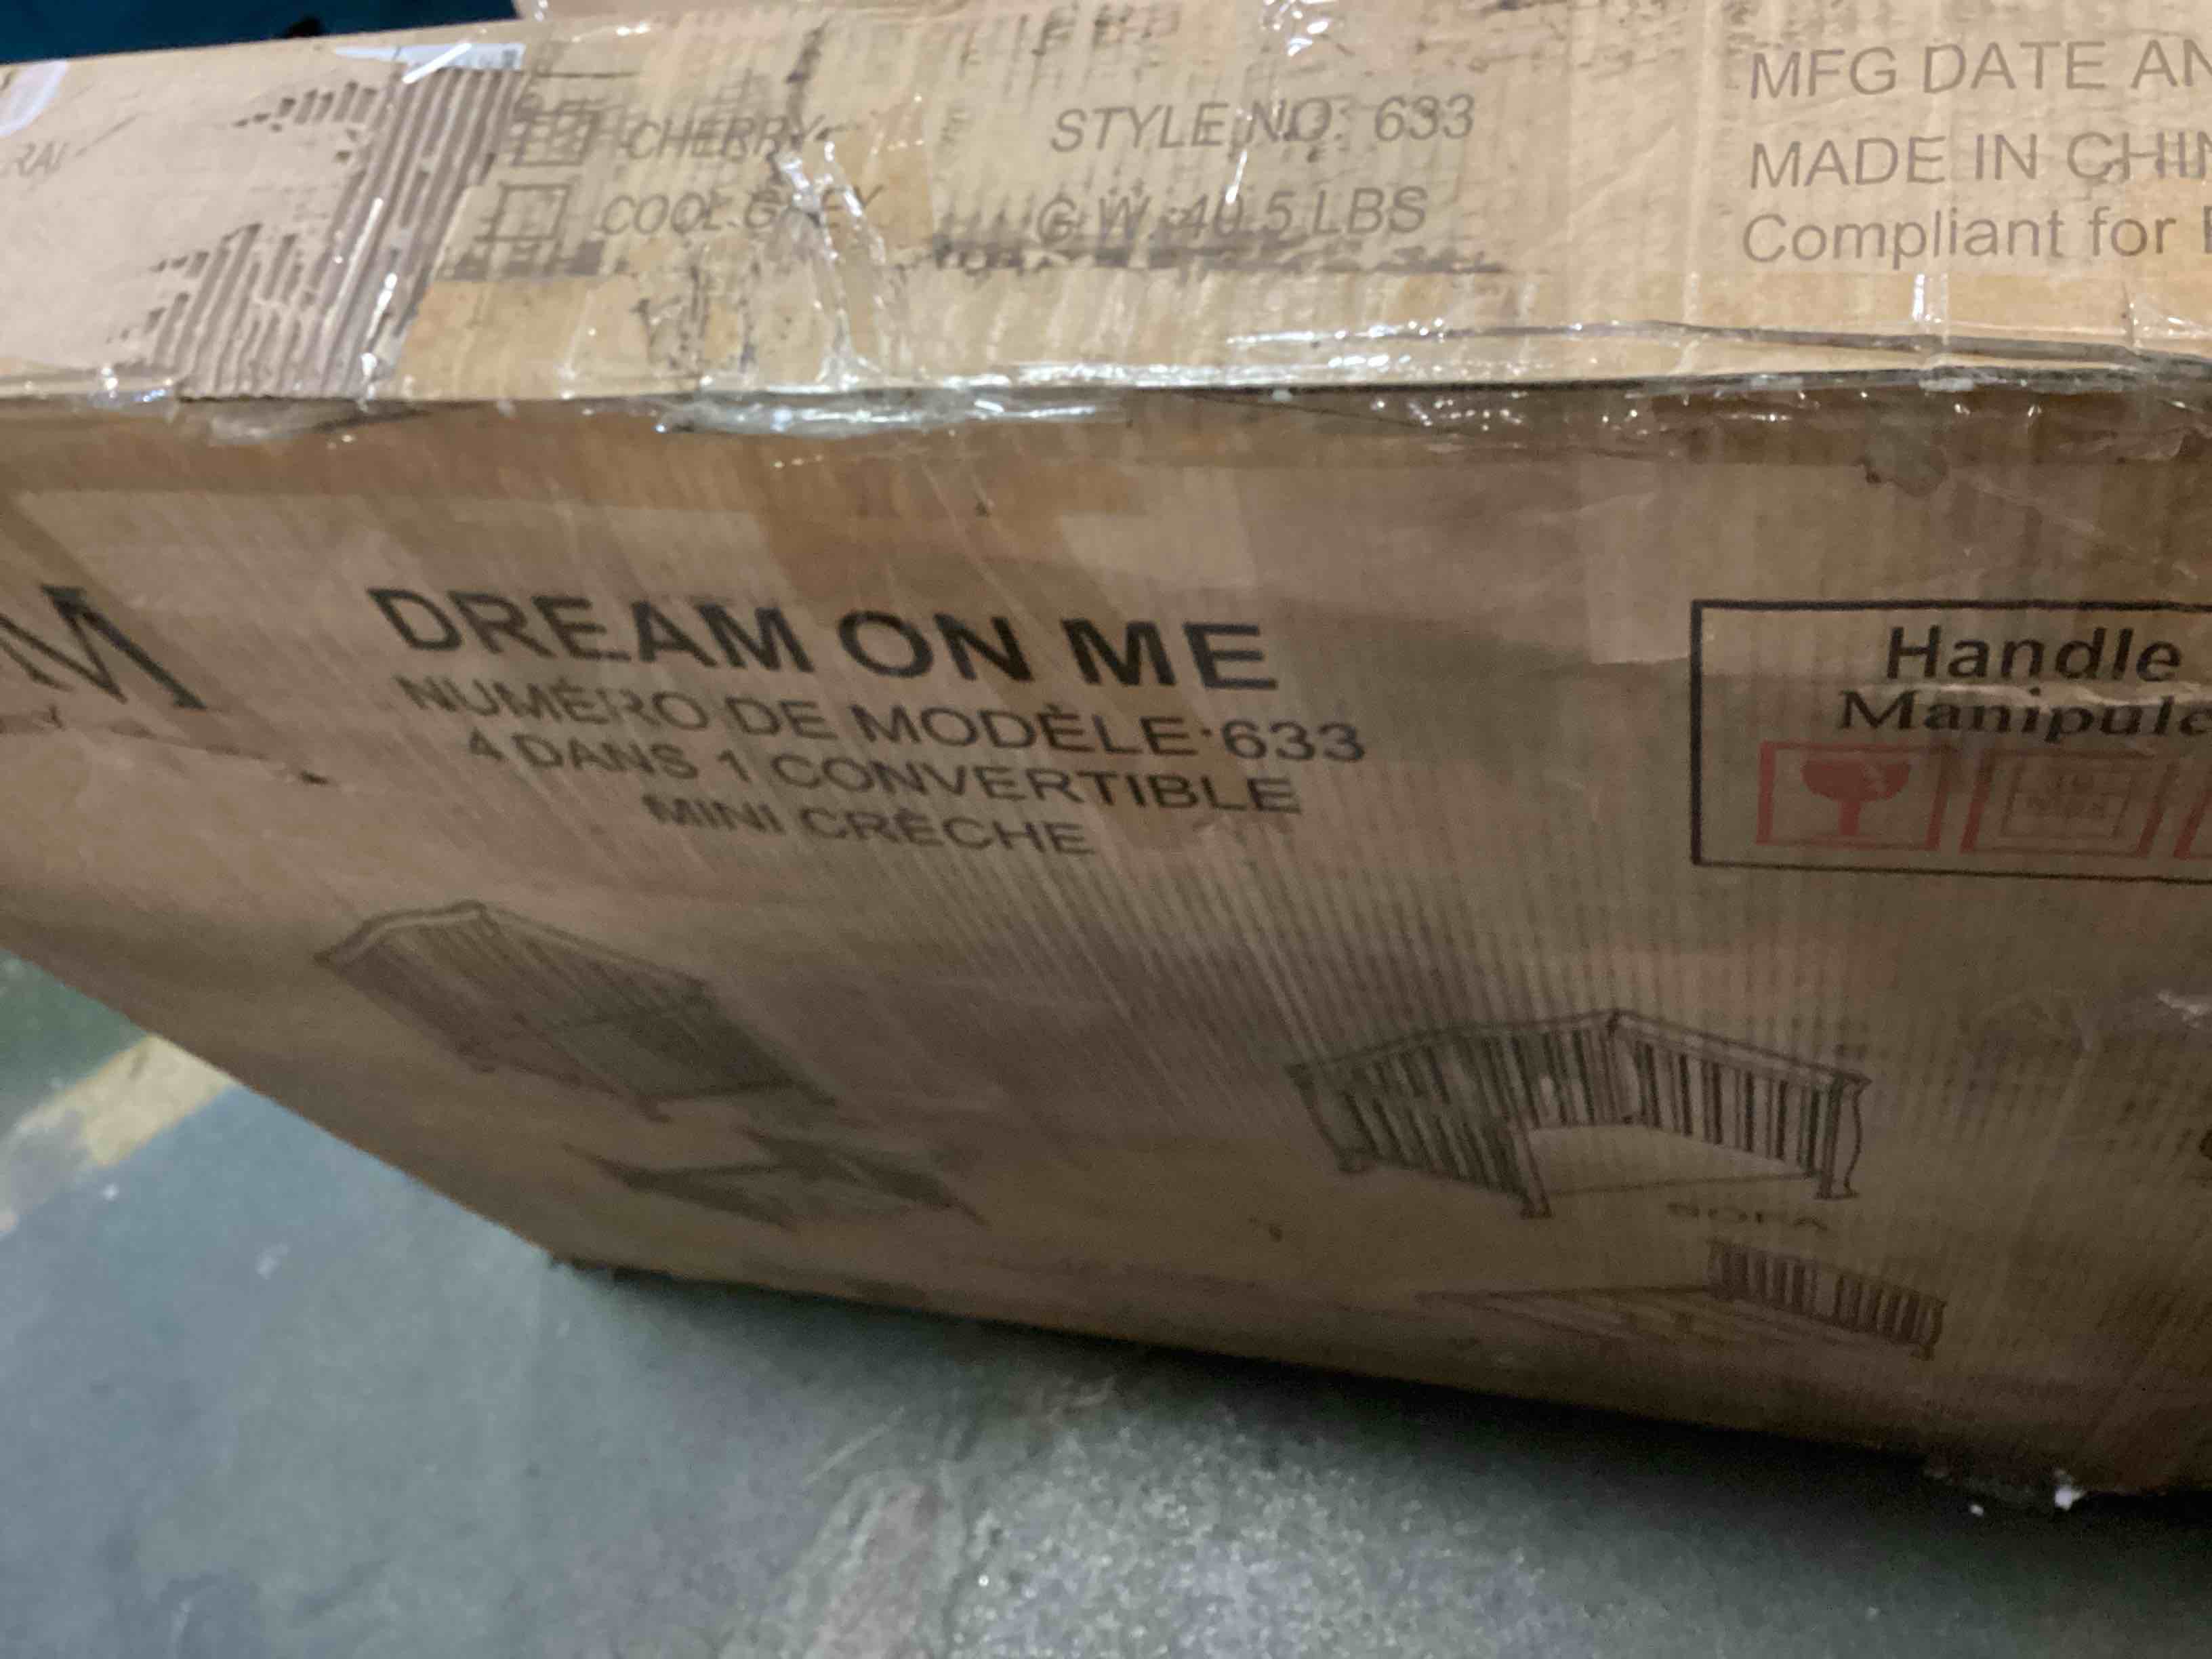 CHERRY
COOL GREY
STYLE NO: 633
G.W.:40.5 LBS
MFG DATE AN
MADE IN CHIN
Compliant for
M
DREAM ON ME
NUMÉRO DE MODÈLE:633
4 DANS 1 CONVERTIBLE
MINI CRÈCHE
Handle
Manipule
SOFA